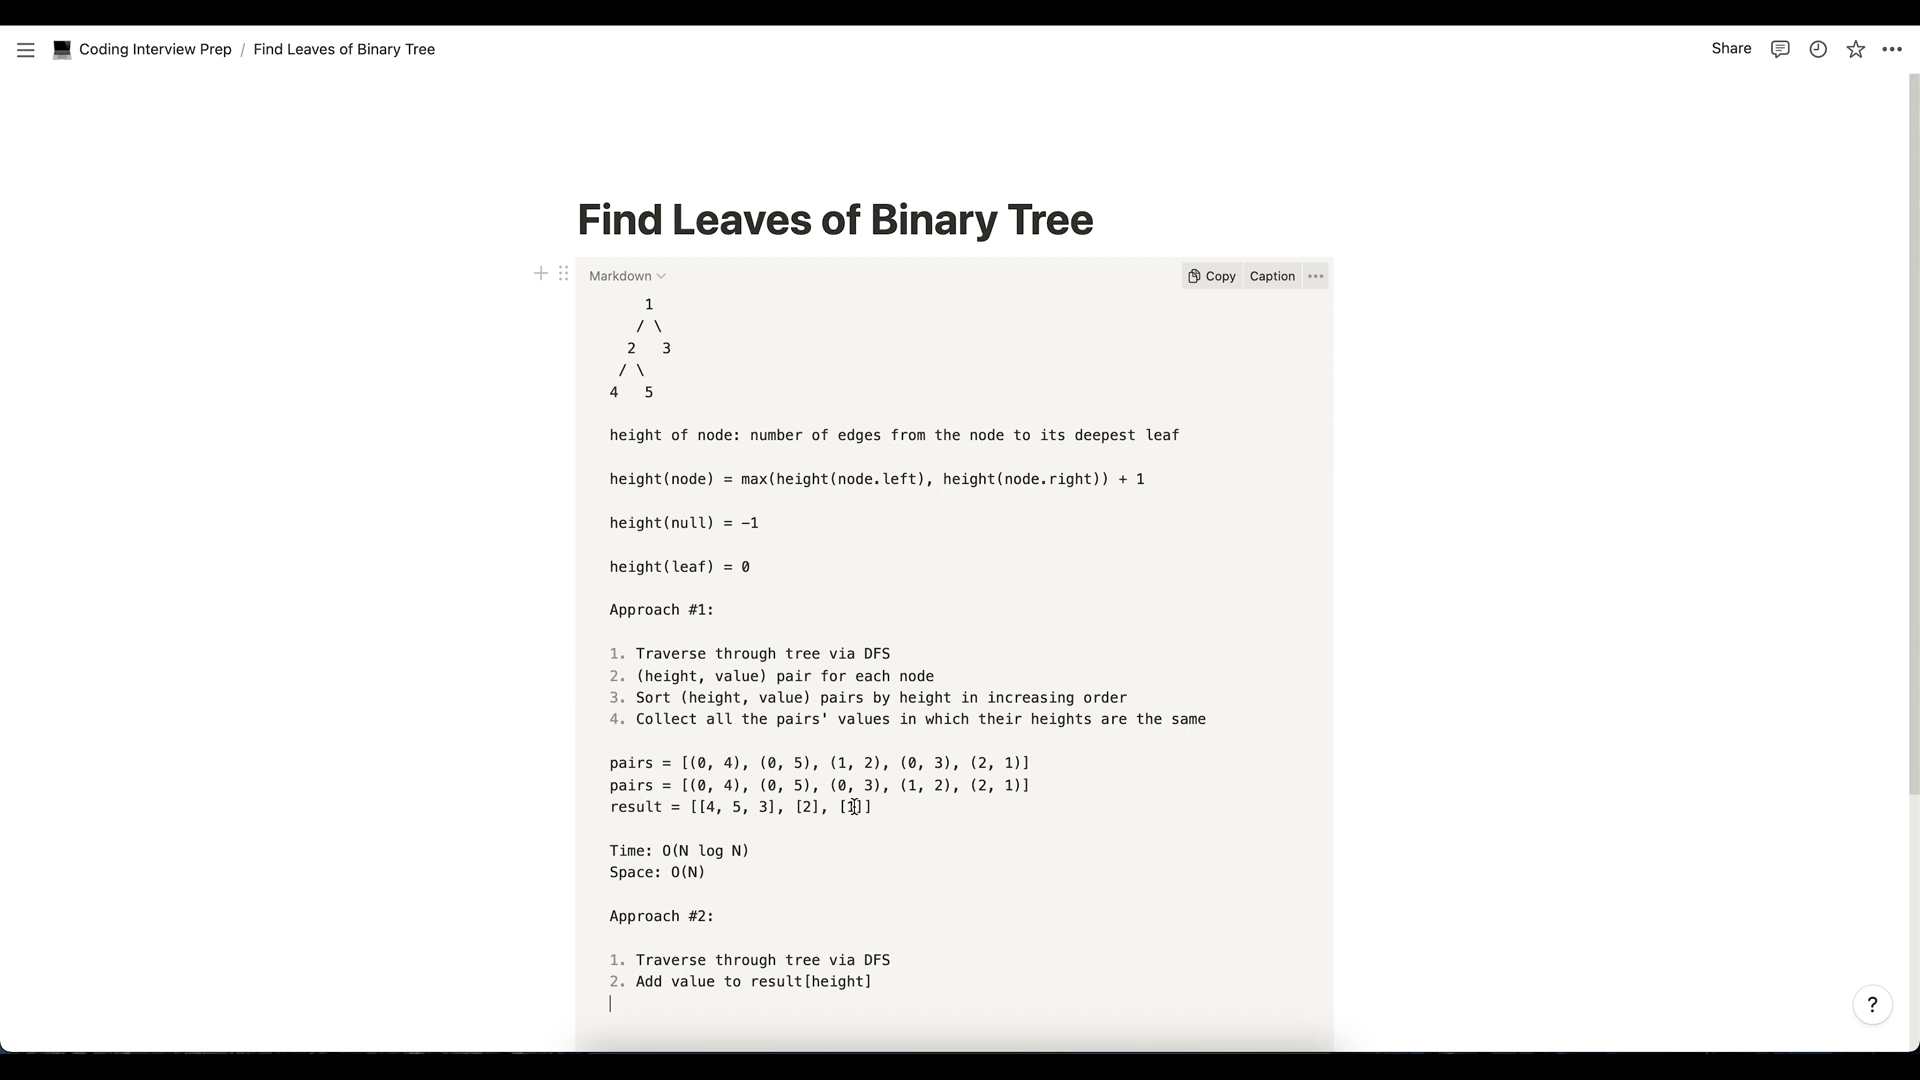 Coding Interview Prep / Find Leaves of Binary Tree
Share
Find Leaves of Binary Tree
Markdown
Copy Caption
1
/ \
2 3
/ \
4 5
height of node: number of edges from the node to its deepest leaf
height(node) = max(height(node.left), height(node.right)) + 1
height(null) = -1
height(leaf) = 0
Approach #1:
1. Traverse through tree via DFS
2. (height, value) pair for each node
3. Sort (height, value) pairs by height in increasing order
4. Collect all the pairs' values in which their heights are the same
pairs = [(0, 4), (0, 5), (1, 2), (0, 3), (2, 1)]
pairs = [(0, 4), (0, 5), (0, 3), (1, 2), (2, 1)]
result = [[4, 5, 3], [2], [1]]
Time: O(N log N)
Space: O(N)
Approach #2:
1. Traverse through tree via DFS
2. Add value to result[height]
?